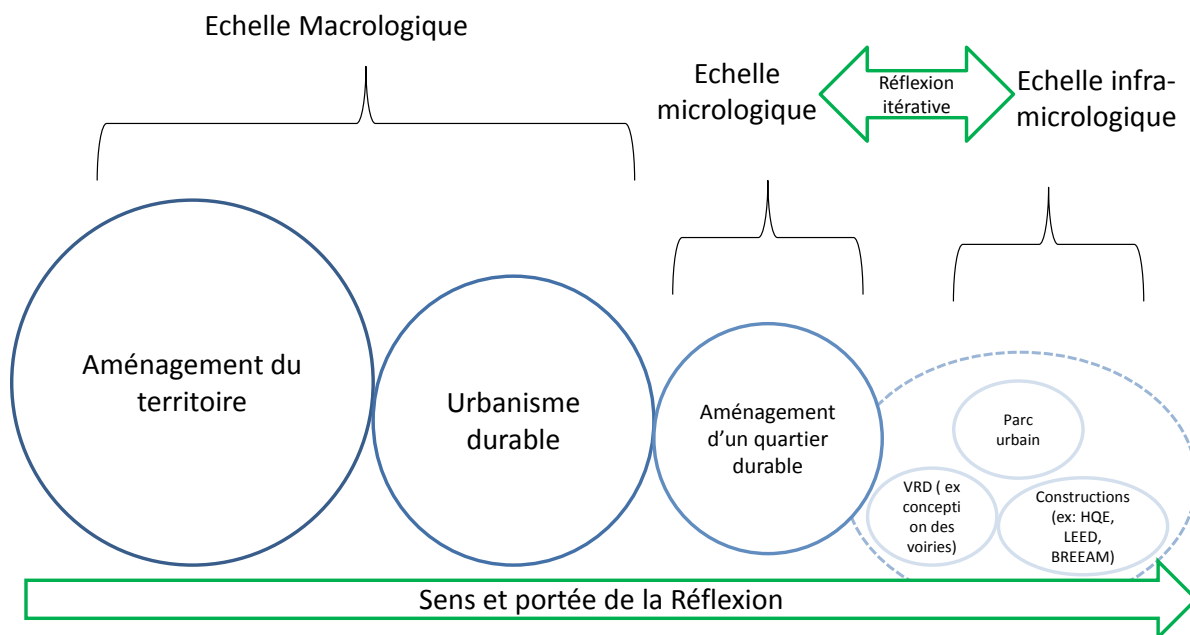 Echelle Macrologique
Echelle
micrologique
Réflexion
itérative
Echelle infra-
micrologique
Aménagement du
territoire
Urbanisme
durable
Aménagement
d’un quartier
durable
Parc
urbain
VRD ( ex
concepti
on des
voiries)
Constructions
(ex: HQE,
LEED,
BREEAM)
Sens et portée de la Réflexion